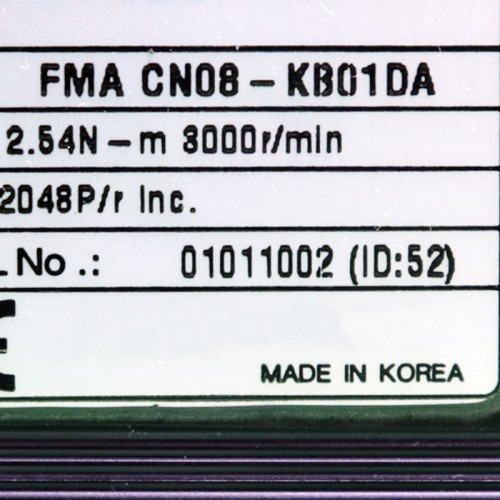 FMA CN08-KB01DA
2.54N-m 3000r/min
2048P/r Inc.
No.: 01011002 (ID:52)
MADE IN KOREA